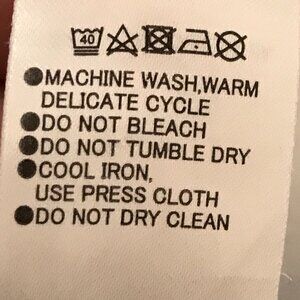 40
●MACHINE WASH,WARM
DELICATE CYCLE
●DO NOT BLEACH
●DO NOT TUMBLE DRY
●COOL IRON,
USE PRESS CLOTH
●DO NOT DRY CLEAN